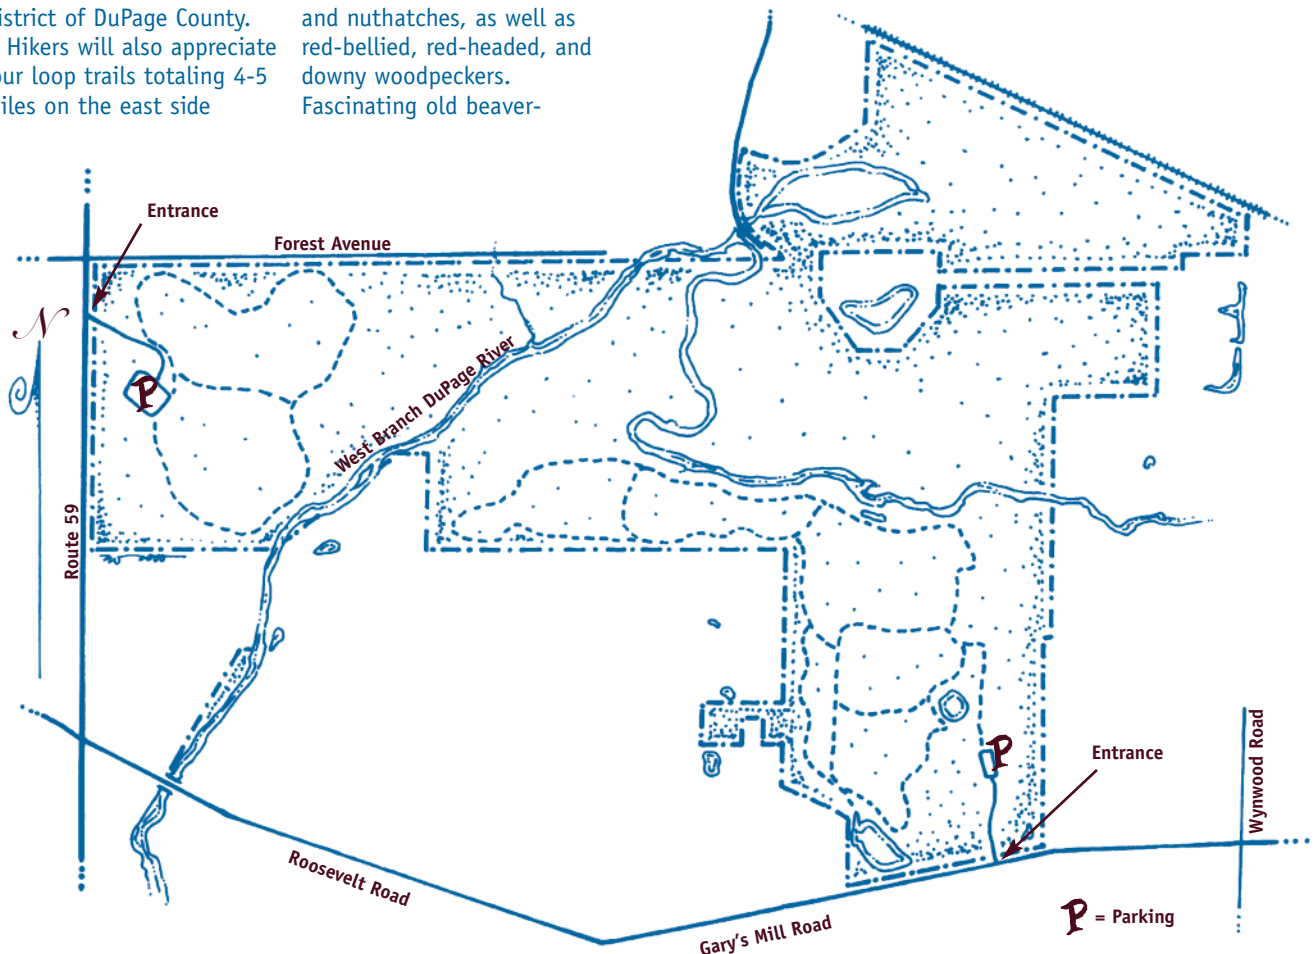 istrict of DuPage County.
Hikers will also appreciate
our loop trails totaling 4-5
iles on the east side
and nuthatches, as well as
red-bellied, red-headed, and
downy woodpeckers.
Fascinating old beaver-
Entrance
Forest Avenue
N
P
West Branch DuPage River
Route 59
P
Entrance
Wynwood Road
Roosevelt Road
Gary's Mill Road
P = Parking